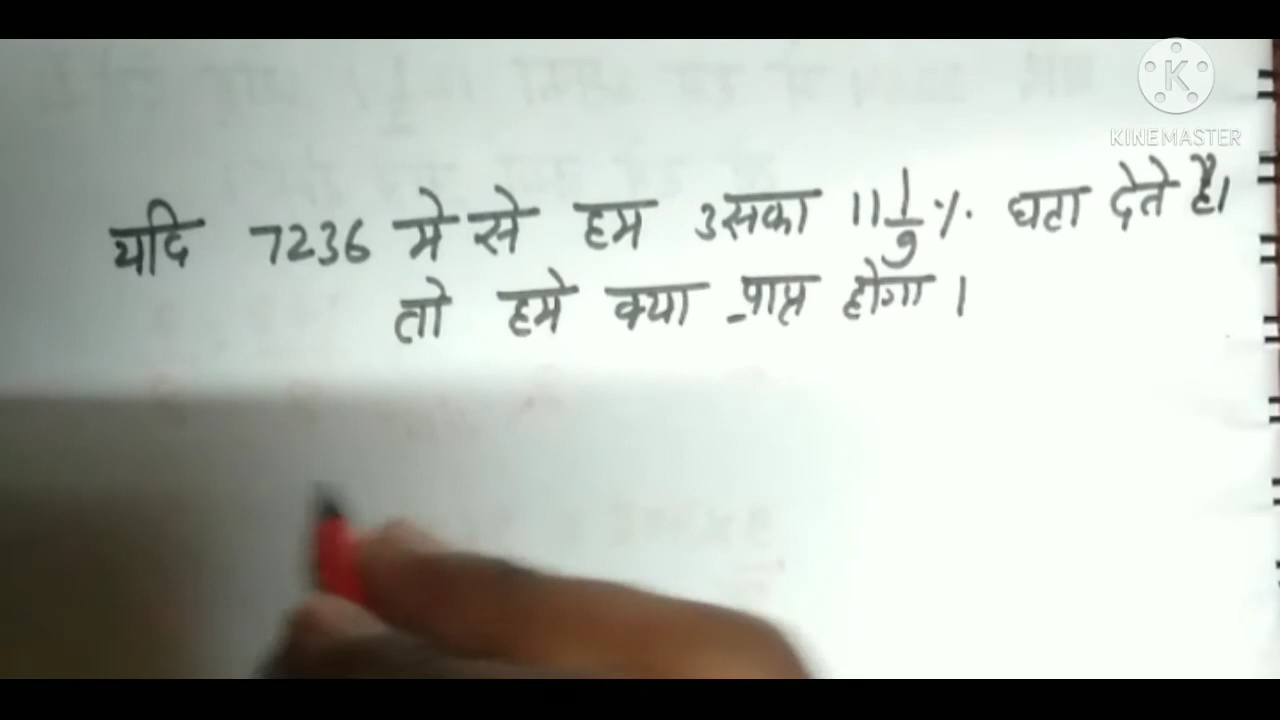 K
KINEMASTER
यदि 7236 मे से हम उसका 11 1/9 % घटा देते है।
तो हमे क्या प्राप्त होगा।